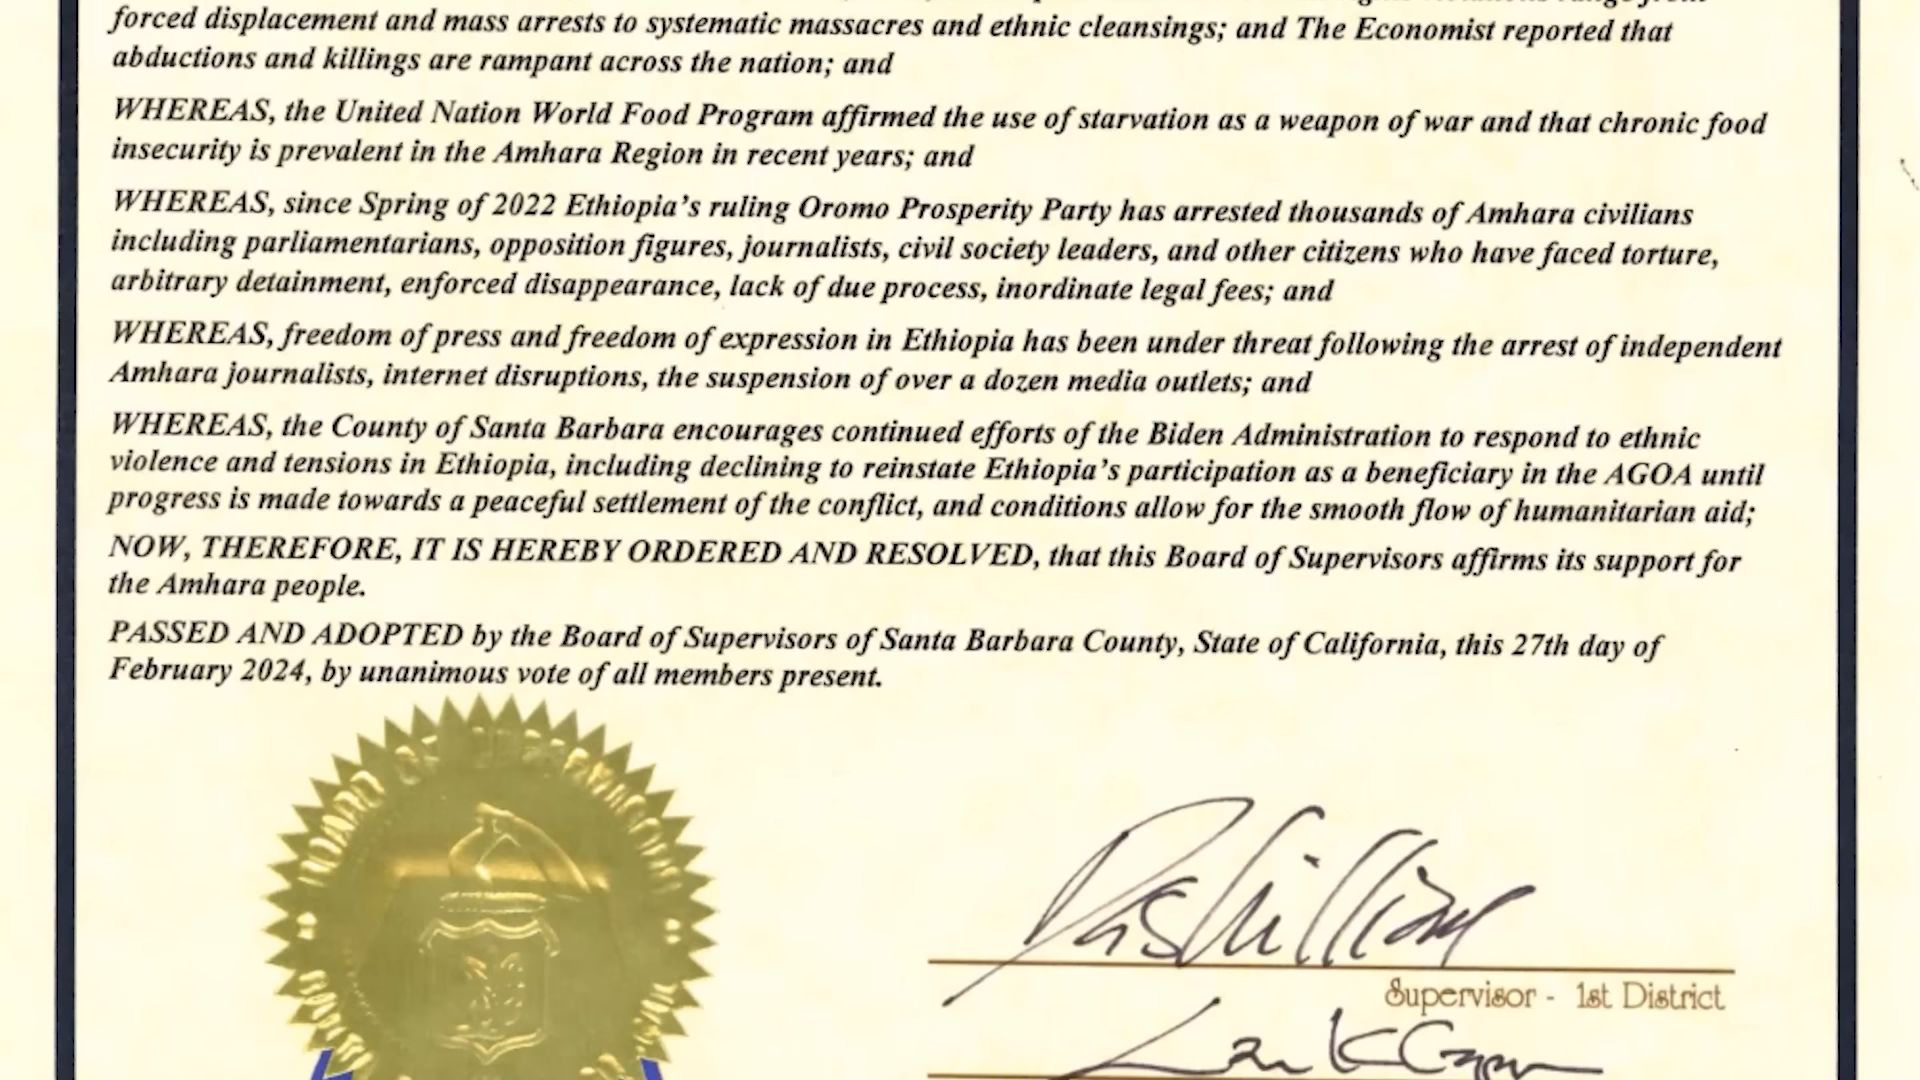 forced displacement and mass arrests to systematic massacres and ethnic cleansings; and The Economist reported that
abductions and killings are rampant across the nation; and
WHEREAS, the United Nation World Food Program affirmed the use of starvation as a weapon of war and that chronic food
insecurity is prevalent in the Amhara Region in recent years; and
WHEREAS, since Spring of 2022 Ethiopia's ruling Oromo Prosperity Party has arrested thousands of Amhara civilians
including parliamentarians, opposition figures, journalists, civil society leaders, and other citizens who have faced torture,
arbitrary detainment, enforced disappearance, lack of due process, inordinate legal fees; and
WHEREAS, freedom of press and freedom of expression in Ethiopia has been under threat following the arrest of independent
Amhara journalists, internet disruptions, the suspension of over a dozen media outlets; and
WHEREAS, the County of Santa Barbara encourages continued efforts of the Biden Administration to respond to ethnic
violence and tensions in Ethiopia, including declining to reinstate Ethiopia's participation as a beneficiary in the AGOA until
progress is made towards a peaceful settlement of the conflict, and conditions allow for the smooth flow of humanitarian aid;
NOW, THEREFORE, IT IS HEREBY ORDERED AND RESOLVED, that this Board of Supervisors affirms its support for
the Amhara people.
PASSED AND ADOPTED by the Board of Supervisors of Santa Barbara County, State of California, this 27th day of
February 2024, by unanimous vote of all members present.
Supervisor - 1st District